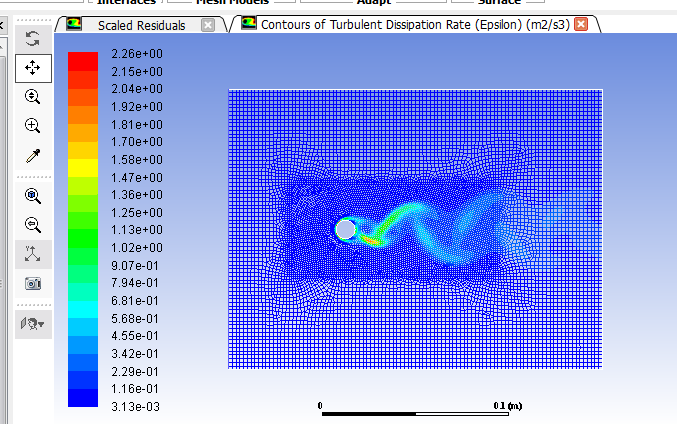 Interfaces Mesh Models Adapt Surface
Scaled Residuals Contours of Turbulent Dissipation Rate (Epsilon) (m2/s3)
2.26e+00
2.15e+00
2.04e+00
1.92e+00
1.81e+00
1.70e+00
1.58e+00
1.47e+00
1.36e+00
1.25e+00
1.13e+00
1.02e+00
9.07e-01
7.94e-01
6.81e-01
5.68e-01
4.55e-01
3.42e-01
2.29e-01
1.16e-01
3.13e-03
0 0.1 (m)